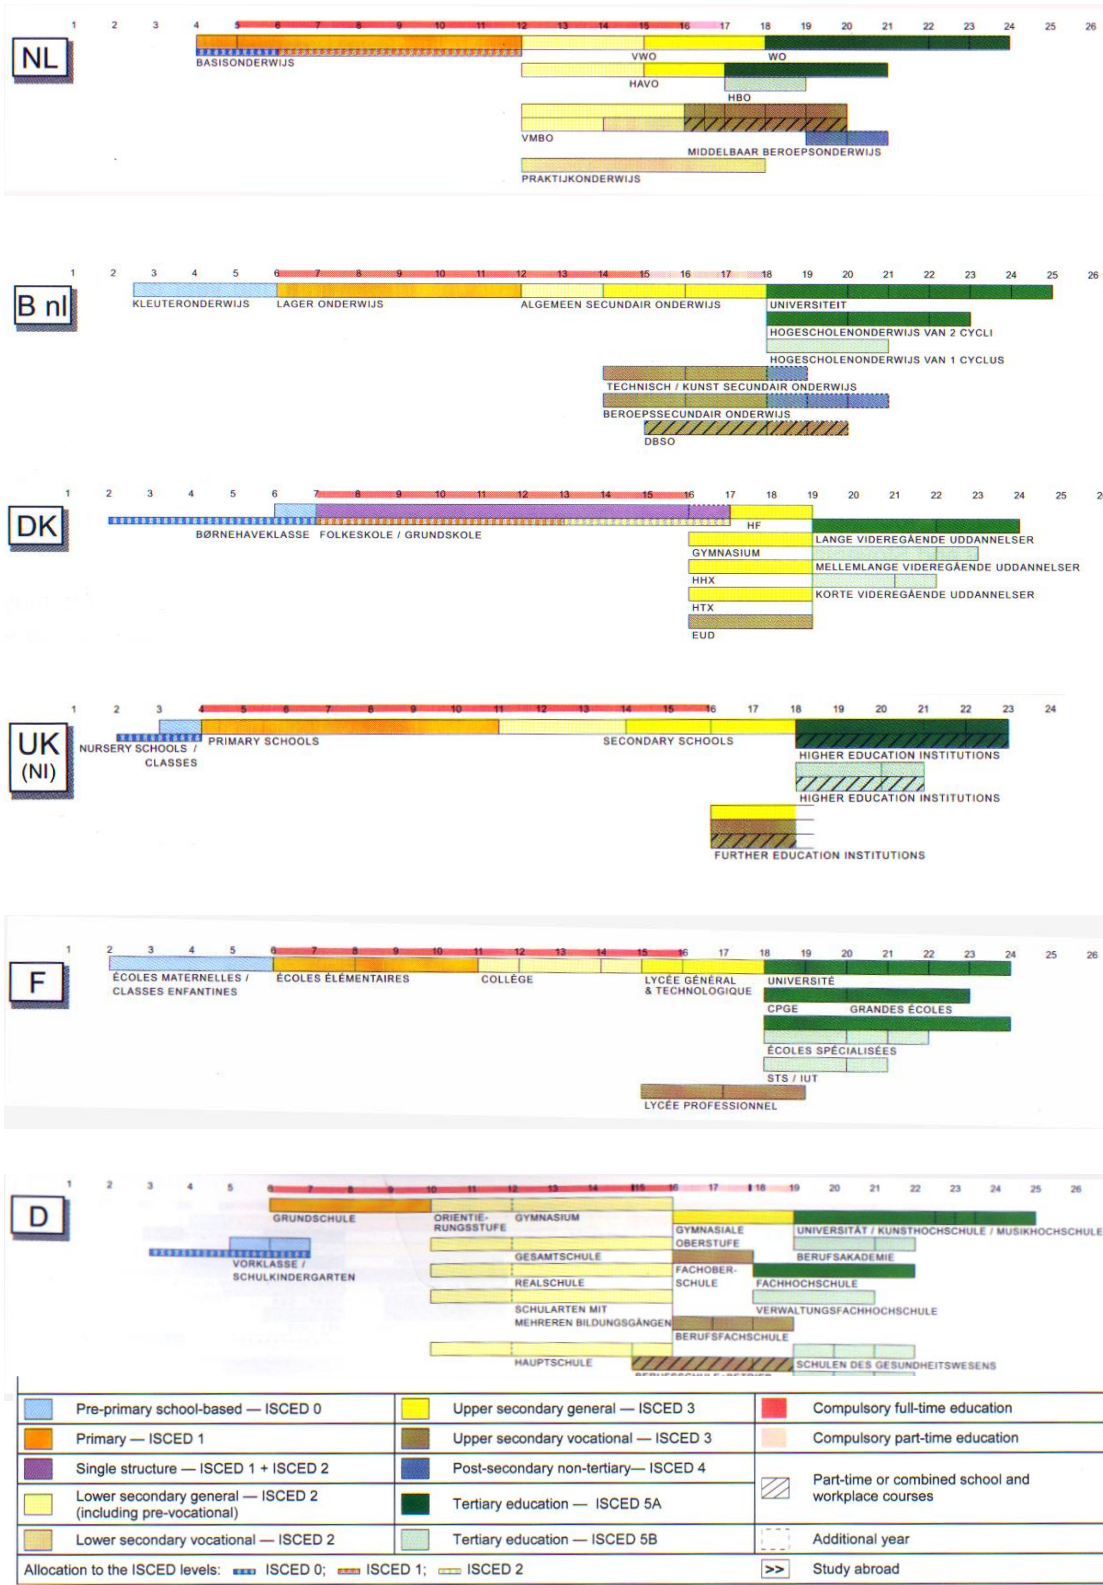 1 2 3 4 5 6 7 8 9 10 11 12 13 14 15 16 17 18 19 20 21 22 23 24 25 26
NL
BASISONDERWIJS
VWO
WO
HAVO
HBO
VMBO
MIDDELBAAR BEROEPSONDERWIJS
PRAKTIJKONDERWIJS
1 2 3 4 5 6 7 8 9 10 11 12 13 14 15 16 17 18 19 20 21 22 23 24 25 26
B nl
KLEUTERONDERWIJS
LAGER ONDERWIJS
ALGEMEEN SECUNDAIR ONDERWIJS
UNIVERSITEIT
HOGESCHOLENONDERWIJS VAN 2 CYCLI
HOGESCHOLENONDERWIJS VAN 1 CYCLUS
TECHNISCH / KUNST SECUNDAIR ONDERWIJS
BEROEPSSECUNDAIR ONDERWIJS
DBSO
1 2 3 4 5 6 7 8 9 10 11 12 13 14 15 16 17 18 19 20 21 22 23 24 25
DK
BØRNEHAVEKLASSE
FOLKESKOLE / GRUNDSKOLE
HF
LANGE VIDEREGÅENDE UDDANNELSER
GYMNASIUM
MELLEMLANGE VIDEREGÅENDE UDDANNELSER
HHX
KORTE VIDEREGÅENDE UDDANNELSER
HTX
EUD
1 2 3 4 5 6 7 8 9 10 11 12 13 14 15 16 17 18 19 20 21 22 23 24
UK
(NI)
NURSERY SCHOOLS /
CLASSES
PRIMARY SCHOOLS
SECONDARY SCHOOLS
HIGHER EDUCATION INSTITUTIONS
HIGHER EDUCATION INSTITUTIONS
FURTHER EDUCATION INSTITUTIONS
1 2 3 4 5 6 7 8 9 10 11 12 13 14 15 16 17 18 19 20 21 22 23 24 25 26
F
ÉCOLES MATERNELLES /
CLASSES ENFANTINES
ÉCOLES ÉLÉMENTAIRES
COLLÈGE
LYCÉE GÉNÉRAL
& TECHNOLOGIQUE
UNIVERSITÉ
CPGE
GRANDES ÉCOLES
ÉCOLES SPÉCIALISÉES
STS / IUT
LYCÉE PROFESSIONNEL
1 2 3 4 5 6 7 8 9 10 11 12 13 14 15 16 17 18 19 20 21 22 23 24 25 26
D
GRUNDSCHULE
ORIENTIE-
RUNGSSTUFE
GYMNASIUM
GYMNASIALE
OBERSTUFE
UNIVERSITÄT / KUNSTHOCHSCHULE / MUSIKHOCHSCHULE
VORKLASSE /
SCHULKINDERGARTEN
GESAMTSCHULE
BERUFSAKADEMIE
FACHOBER-
SCHULE
REALSCHULE
FACHHOCHSCHULE
SCHULARTEN MIT
MEHREREN BILDUNGSGÄNGEN
VERWALTUNGSFACHHOCHSCHULE
BERUFSFACHSCHULE
HAUPTSCHULE
SCHULEN DES GESUNDHEITSWESENS
Pre-primary school-based — ISCED 0
Upper secondary general — ISCED 3
Compulsory full-time education
Primary — ISCED 1
Upper secondary vocational — ISCED 3
Compulsory part-time education
Single structure — ISCED 1 + ISCED 2
Post-secondary non-tertiary— ISCED 4
Part-time or combined school and
workplace courses
Lower secondary general — ISCED 2
(including pre-vocational)
Tertiary education — ISCED 5A
Lower secondary vocational — ISCED 2
Tertiary education — ISCED 5B
Additional year
Allocation to the ISCED levels: ISCED 0; ISCED 1; ISCED 2
>> Study abroad